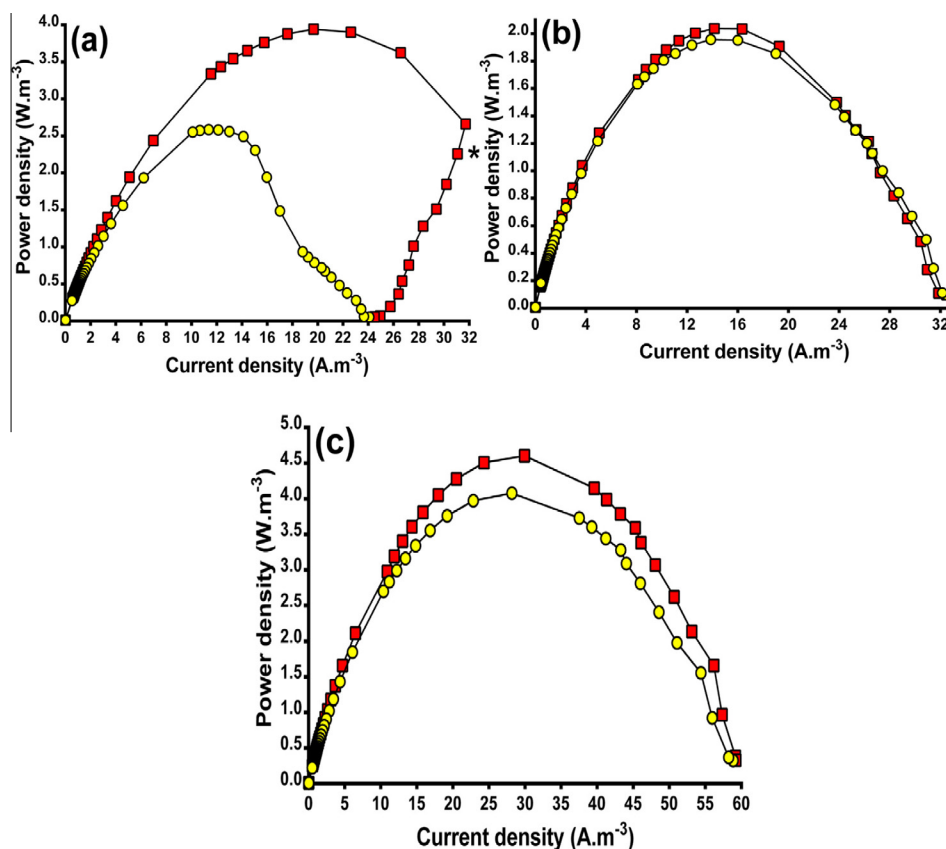 (a)
Power density (W.m-3)
4.0
3.5
3.0
2.5
2.0
1.5
1.0
0.5
0.0
*
0 2 4 6 8 10 12 14 16 18 20 22 24 26 28 30 32
Current density (A.m-3)
(b)
Power density (W.m-3)
2.0
1.8
1.6
1.4
1.2
1.0
0.8
0.6
0.4
0.2
0.0
0 4 8 12 16 20 24 28 32
Current density (A.m-3)
(c)
Power density (W.m-3)
5.0
4.5
4.0
3.5
3.0
2.5
2.0
1.5
1.0
0.5
0.0
0 5 10 15 20 25 30 35 40 45 50 55 60
Current density (A.m-3)